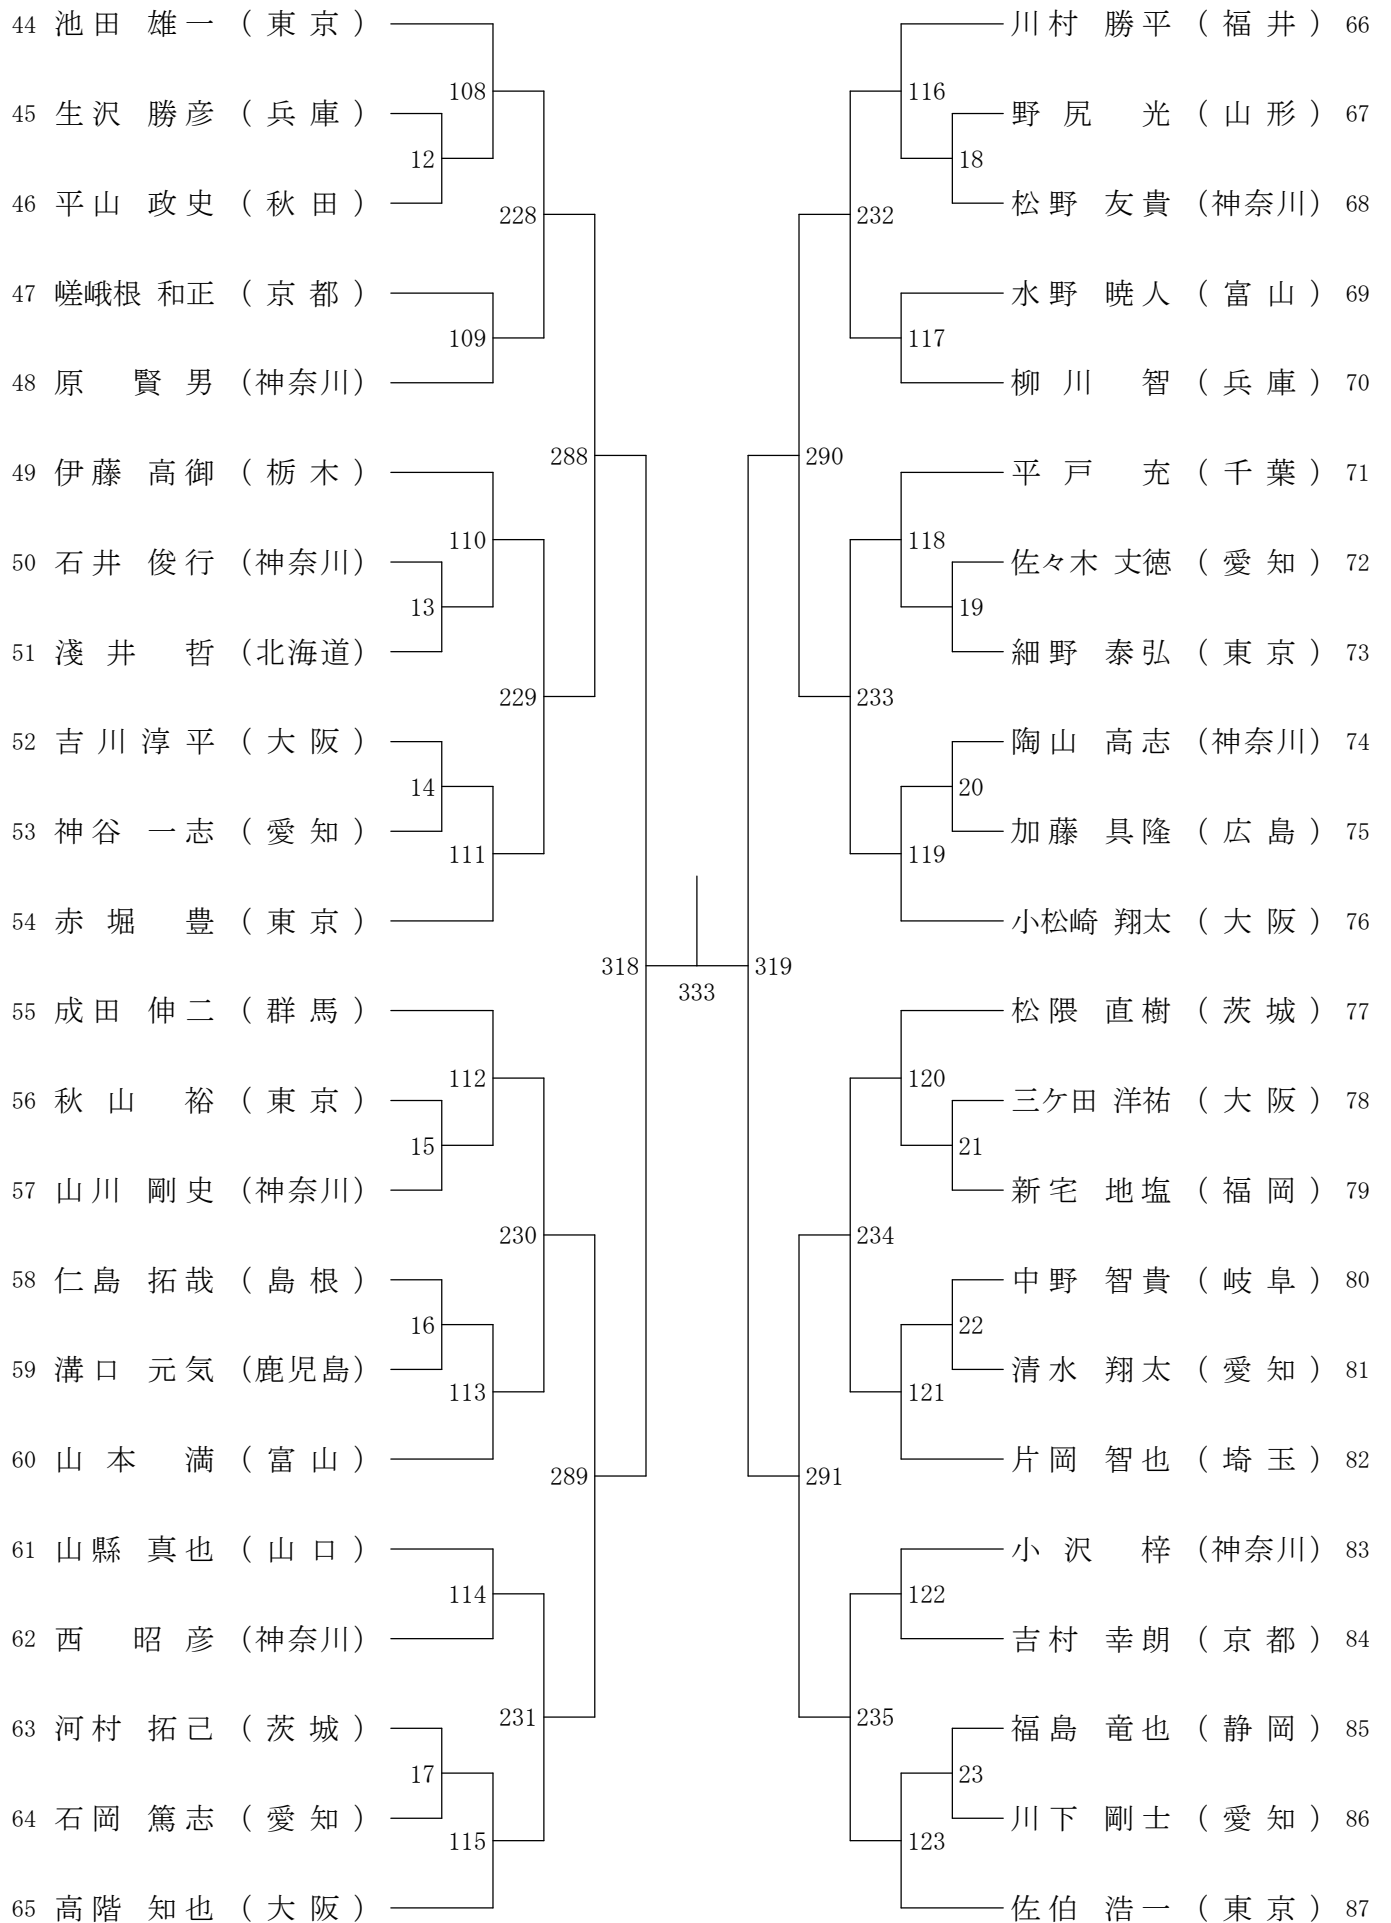 44 池田 雄一 (東京)
108
45 生沢 勝彦 (兵庫)
12
46 平山 政史 (秋田)
228
47 嵯峨根 和正 (京都)
109
48 原 賢男 (神奈川)
288
49 伊藤 高御 (栃木)
110
50 石井 俊行 (神奈川)
13
51 淺井 哲 (北海道)
229
52 吉川 淳平 (大阪)
14
53 神谷 一志 (愛知)
111
54 赤堀 豊 (東京)
318
55 成田 伸二 (群馬)
112
56 秋山 裕 (東京)
15
57 山川 剛史 (神奈川)
230
58 仁島 拓哉 (島根)
16
59 溝口 元気 (鹿児島)
113
60 山本 満 (富山)
289
61 山縣 真也 (山口)
114
62 西 昭彦 (神奈川)
231
63 河村 拓己 (茨城)
17
64 石岡 篤志 (愛知)
115
65 高階 知也 (大阪)
333
川村 勝平 (福井) 66
116
野尻 光 (山形) 67
18
松野 友貴 (神奈川) 68
232
水野 暁人 (富山) 69
117
柳川 智 (兵庫) 70
290
平戸 充 (千葉) 71
118
佐々木 丈徳 (愛知) 72
19
細野 泰弘 (東京) 73
233
陶山 高志 (神奈川) 74
20
加藤 具隆 (広島) 75
119
小松崎 翔太 (大阪) 76
319
松隈 直樹 (茨城) 77
120
三ケ田 洋祐 (大阪) 78
21
新宅 地塩 (福岡) 79
234
中野 智貴 (岐阜) 80
22
清水 翔太 (愛知) 81
121
片岡 智也 (埼玉) 82
291
小沢 梓 (神奈川) 83
122
吉村 幸朗 (京都) 84
235
福島 竜也 (静岡) 85
23
川下 剛士 (愛知) 86
123
佐伯 浩一 (東京) 87